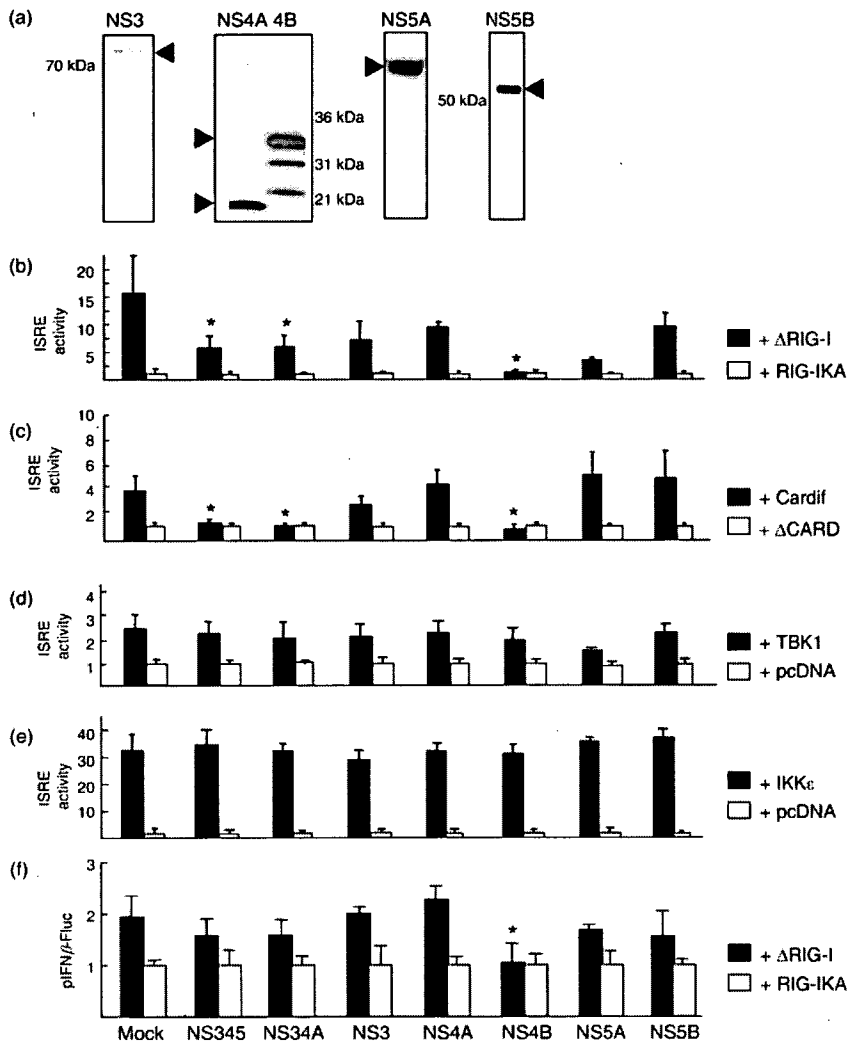 (a)
NS3 NS4A 4B NS5A NS5B
70 kDa
36 kDa
31 kDa
21 kDa
50 kDa
(b)
ISRE activity
20
15
10
5
+ ΔRIG-I
+ RIG-IKA
(c)
ISRE activity
10
8
6
4
2
+ Cardif
+ ΔCARD
(d)
ISRE activity
4
3
2
1
+ TBK1
+ pcDNA
(e)
ISRE activity
40
30
20
10
+ IKKε
+ pcDNA
(f)
pIFNβ-Fluc
3
2
1
+ ΔRIG-I
+ RIG-IKA
Mock NS345 NS34A NS3 NS4A NS4B NS5A NS5B